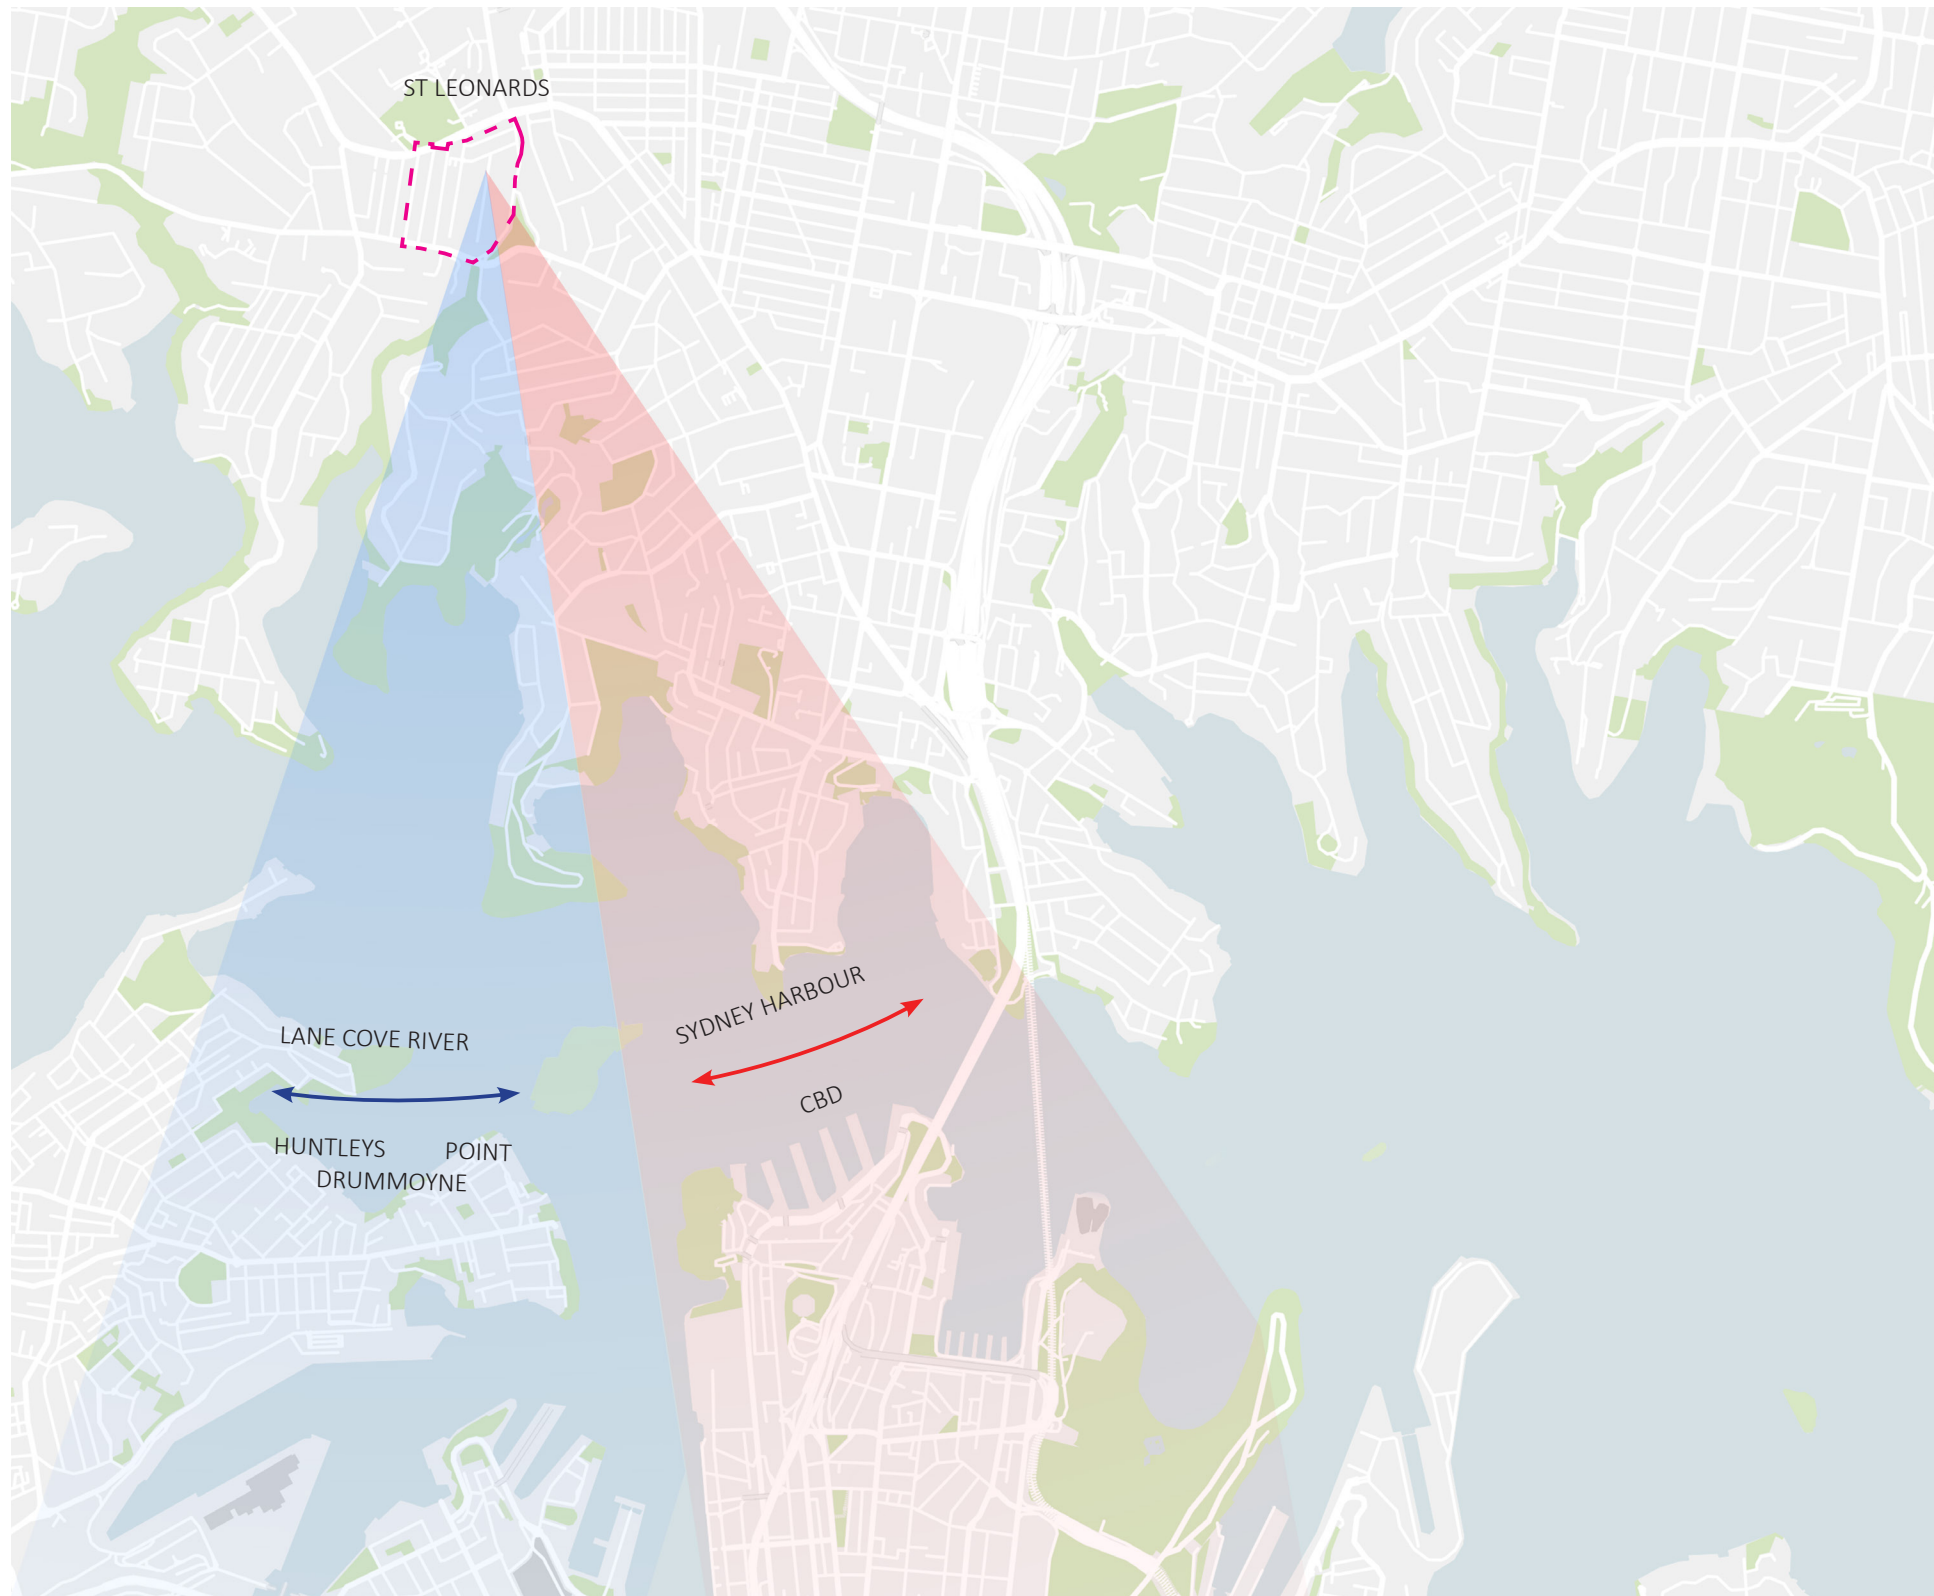 ST LEONARDS
SYDNEY HARBOUR
LANE COVE RIVER
CBD
HUNTLEYS POINT
DRUMMOYNE